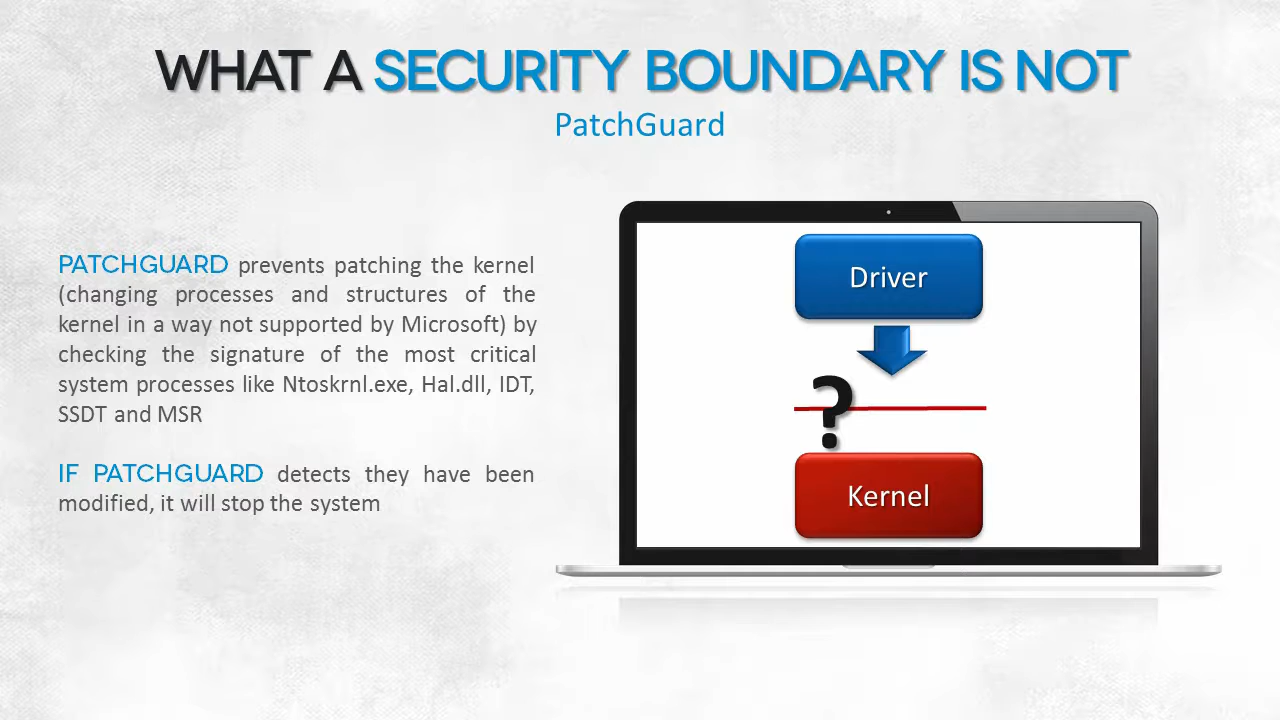 WHAT A SECURITY BOUNDARY IS NOT
PatchGuard
PATCHGUARD prevents patching the kernel
(changing processes and structures of the
kernel in a way not supported by Microsoft) by
checking the signature of the most critical
system processes like Ntoskrnl.exe, Hal.dll, IDT,
SSDT and MSR
IF PATCHGUARD detects they have been
modified, it will stop the system
Driver
?
Kernel